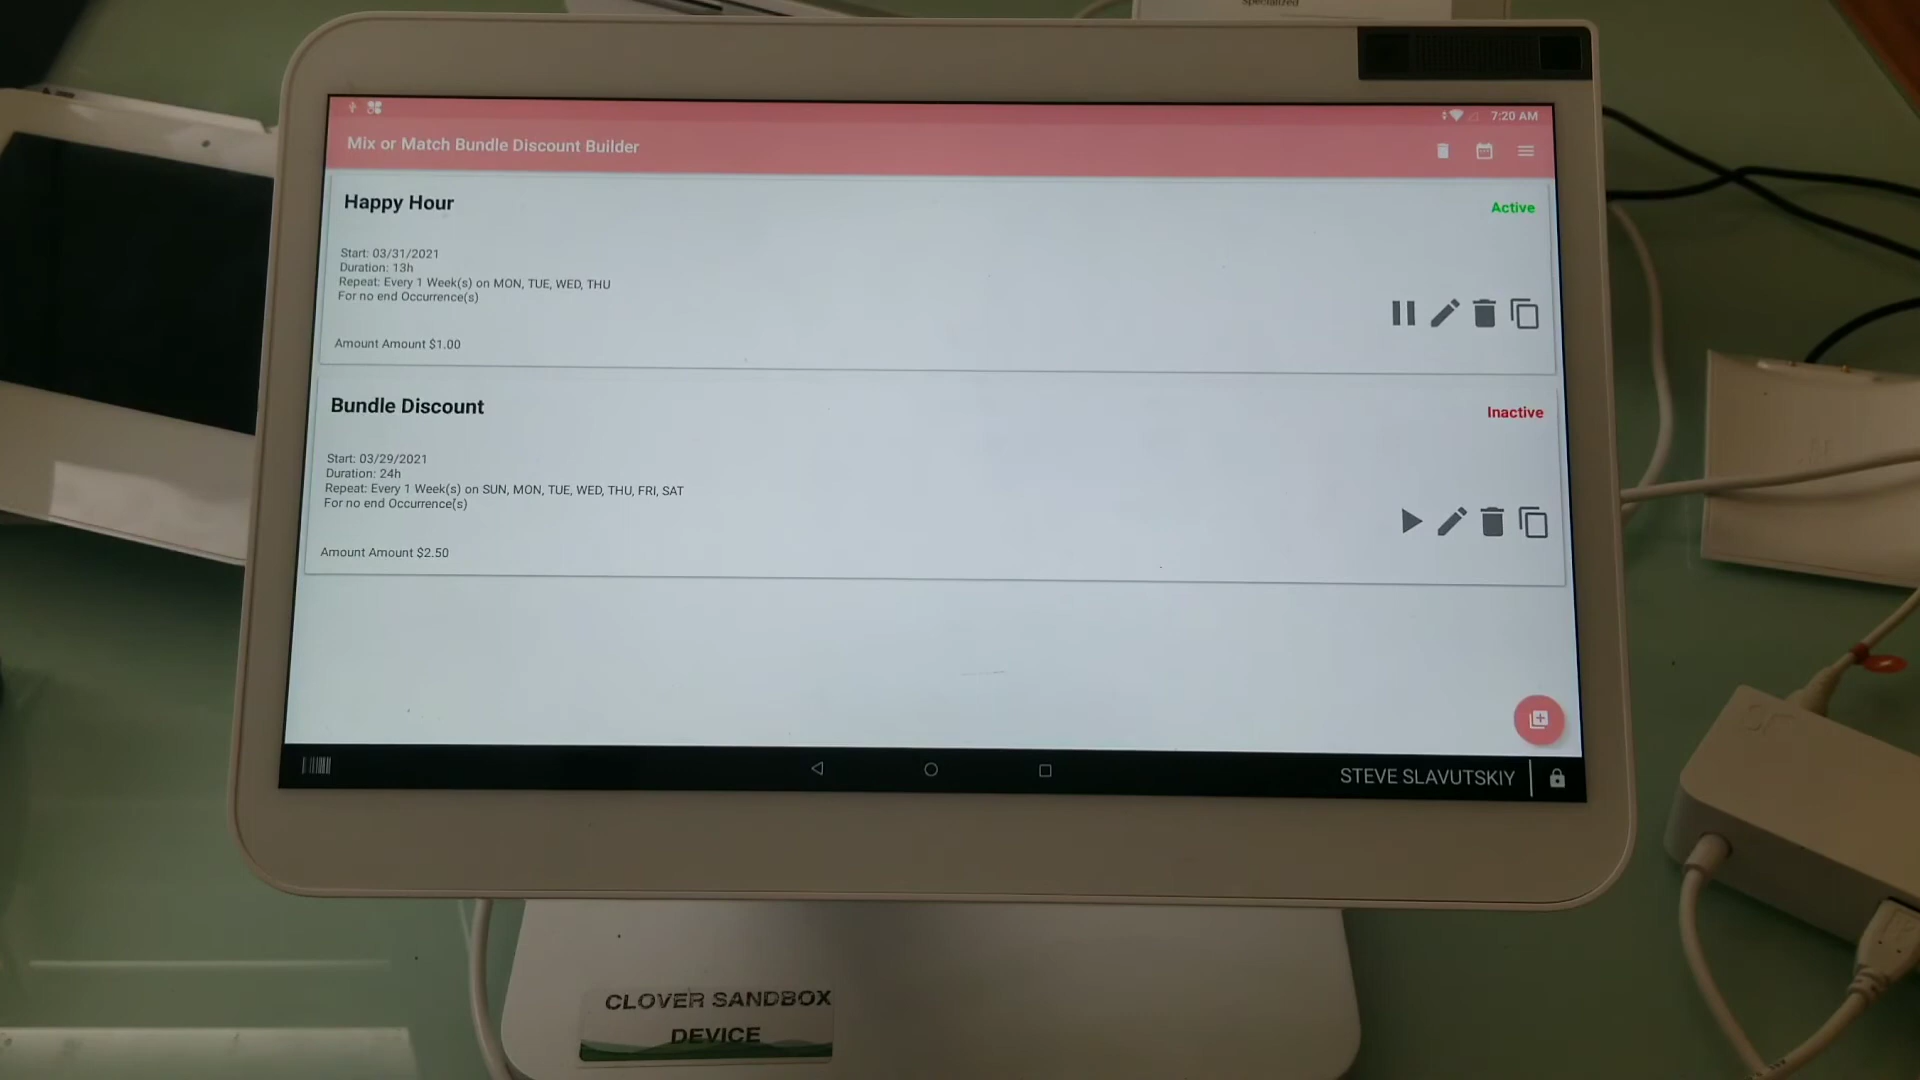 Specialized
7:20 AM
Mix or Match Bundle Discount Builder
Happy Hour
Active
Start: 03/31/2021
Duration: 13h
Repeat: Every 1 Week(s) on MON, TUE, WED, THU
For no end Occurrence(s)
Amount Amount $1.00
Bundle Discount
Inactive
Start: 03/29/2021
Duration: 24h
Repeat: Every 1 Week(s) on SUN, MON, TUE, WED, THU, FRI, SAT
For no end Occurrence(s)
Amount Amount $2.50
STEVE SLAVUTSKIY
CLOVER SANDBOX
DEVICE